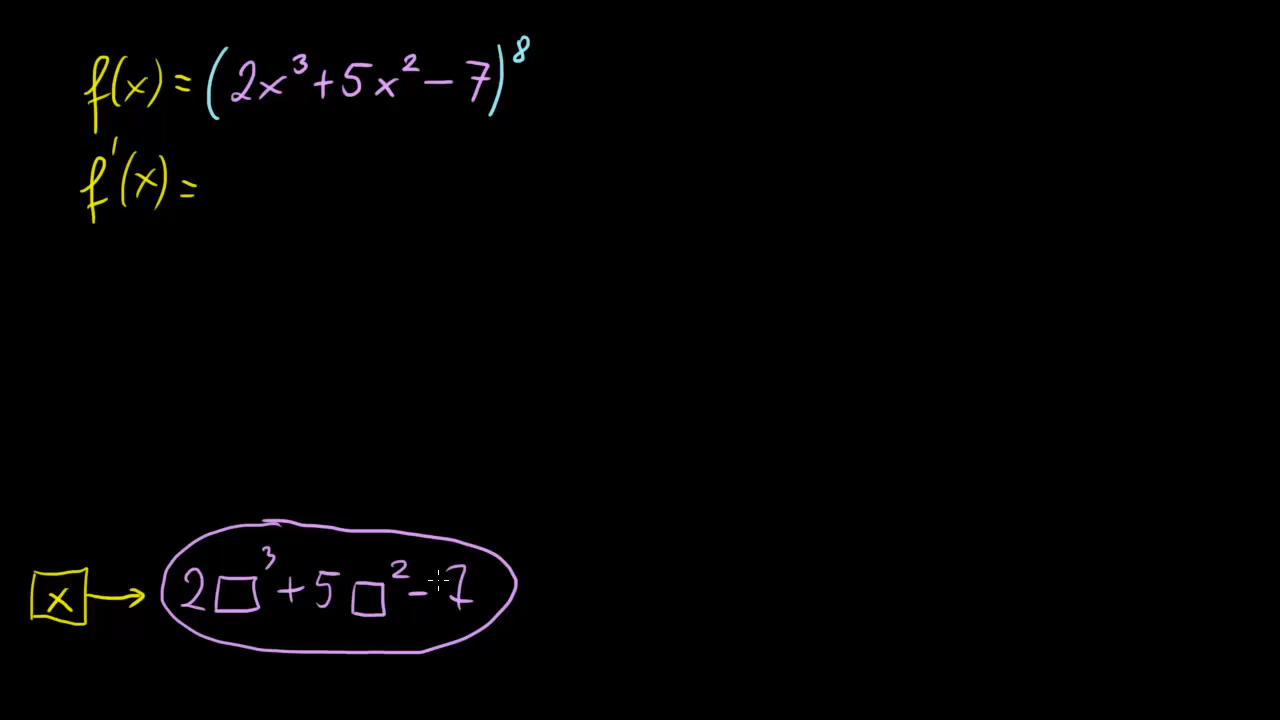 f(x) = (2x³+5x²−7)⁸
f'(x) =
x → 2□³+5□²−7